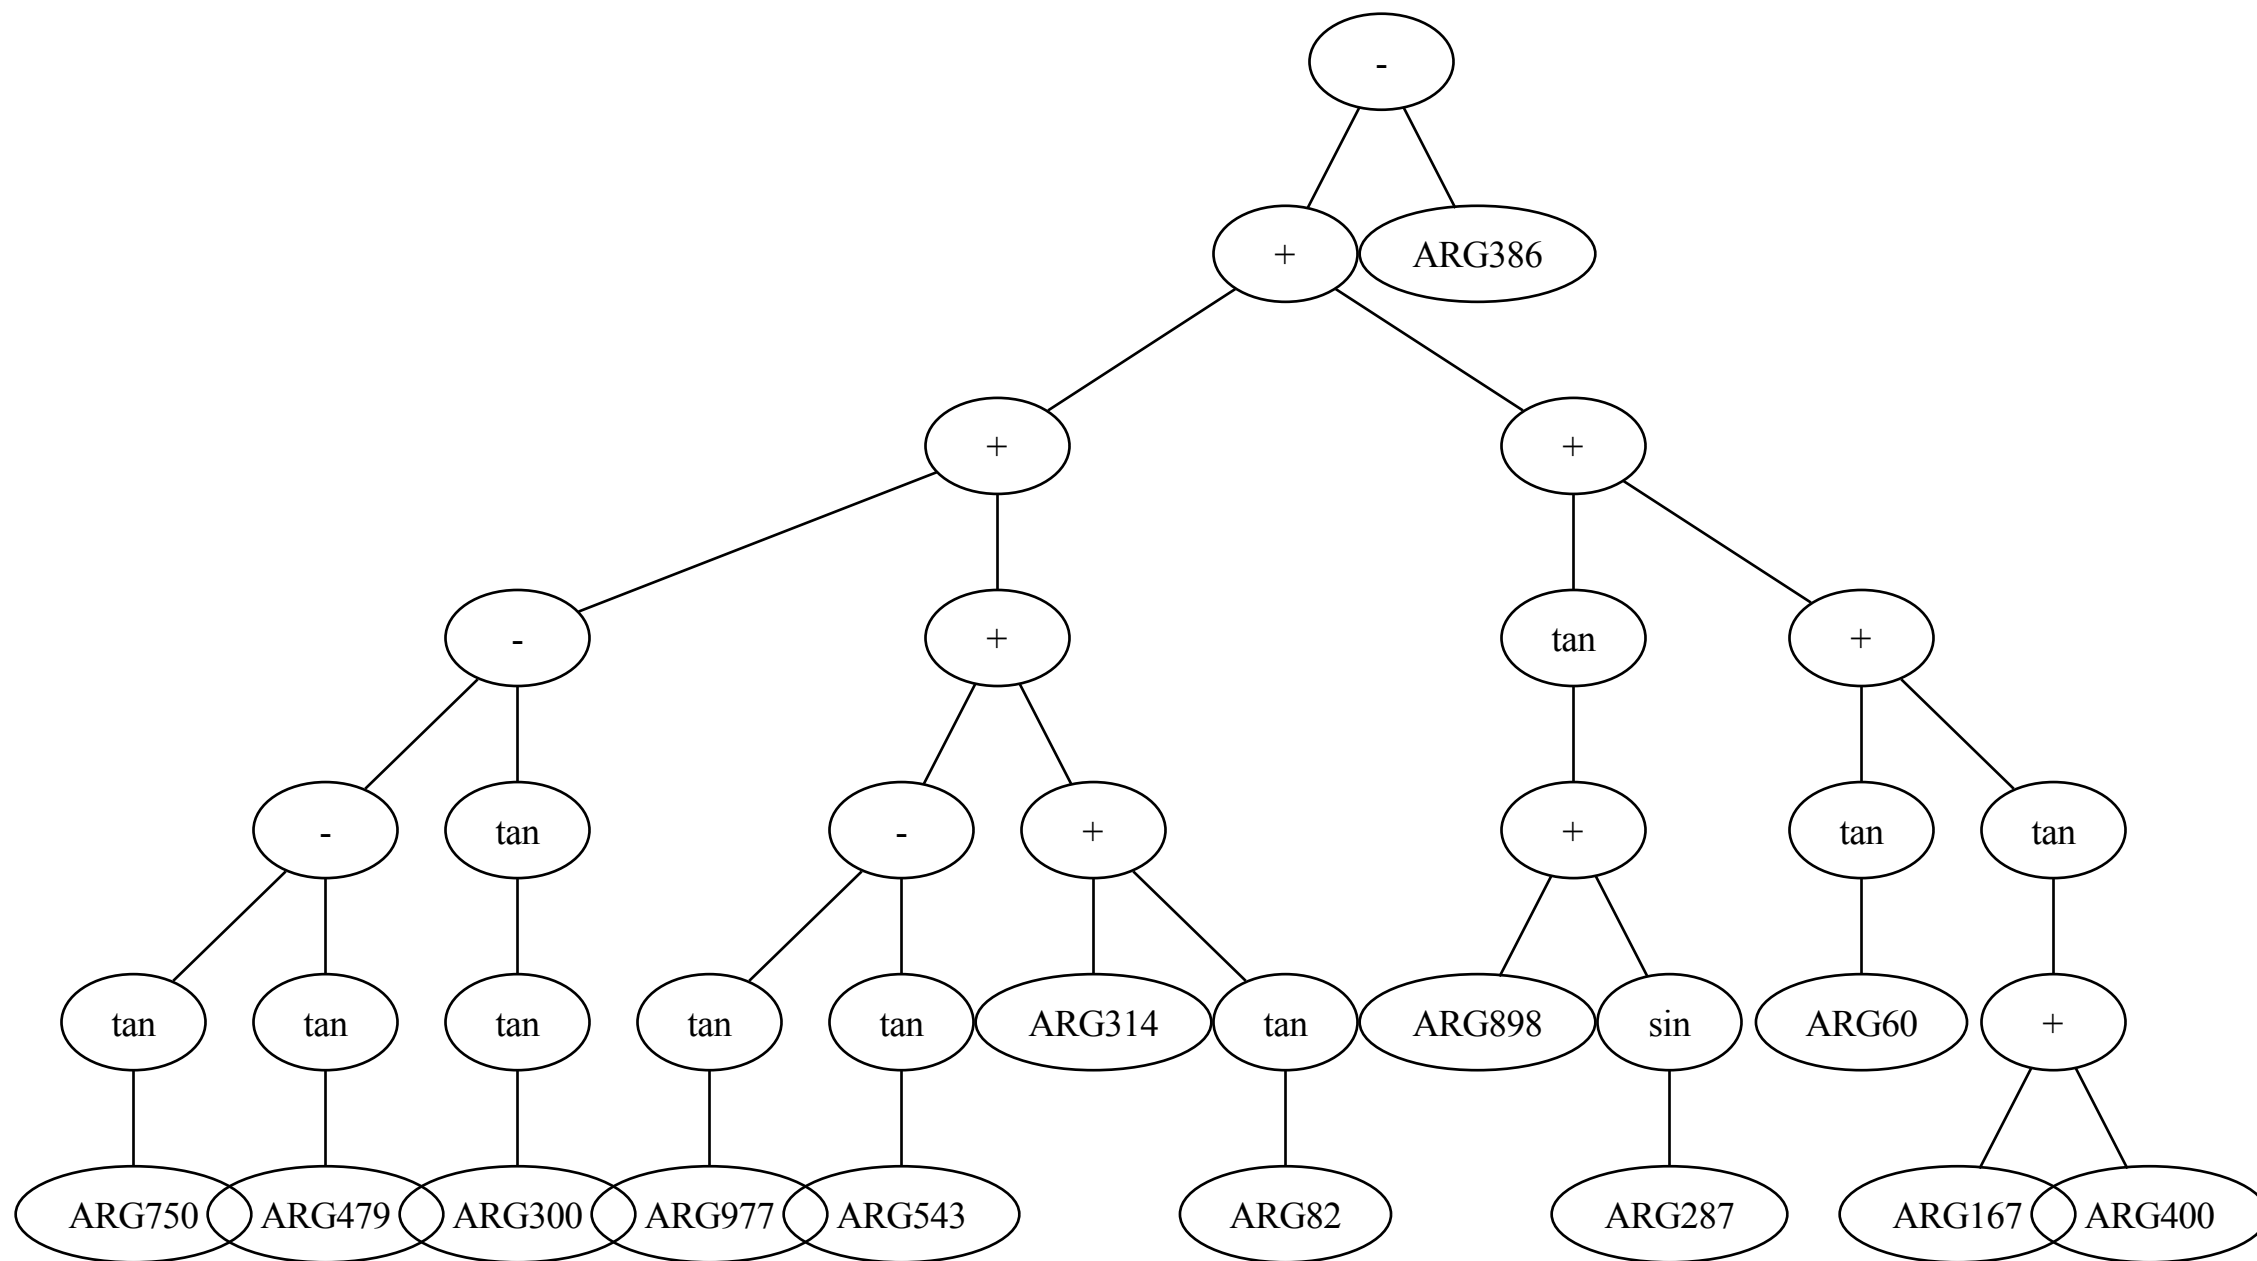 -
+ ARG386
+ +
- + tan +
- tan - + + tan tan
tan tan tan tan tan ARG314 tan ARG898 sin ARG60 +
ARG750 ARG479 ARG300 ARG977 ARG543 ARG82 ARG287 ARG167 ARG400